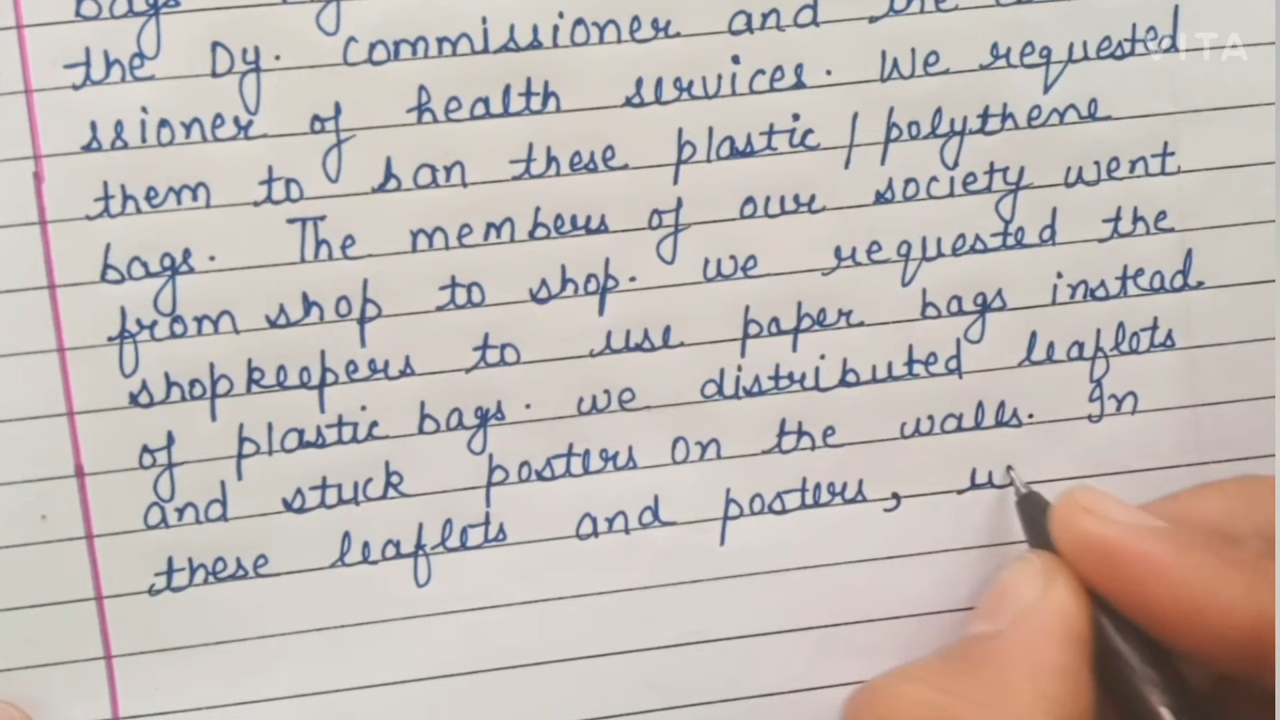 bags
the Dy. Commissioner and the
ssioner of health services. We requested
them to ban these plastic / polythene
bags. The members of our society went
from shop to shop. we requested the
shopkeepers to use paper bags instead
of plastic bags. we distributed leaflets
and stuck posters on the walls. In
these leaflets and posters, w
VITA